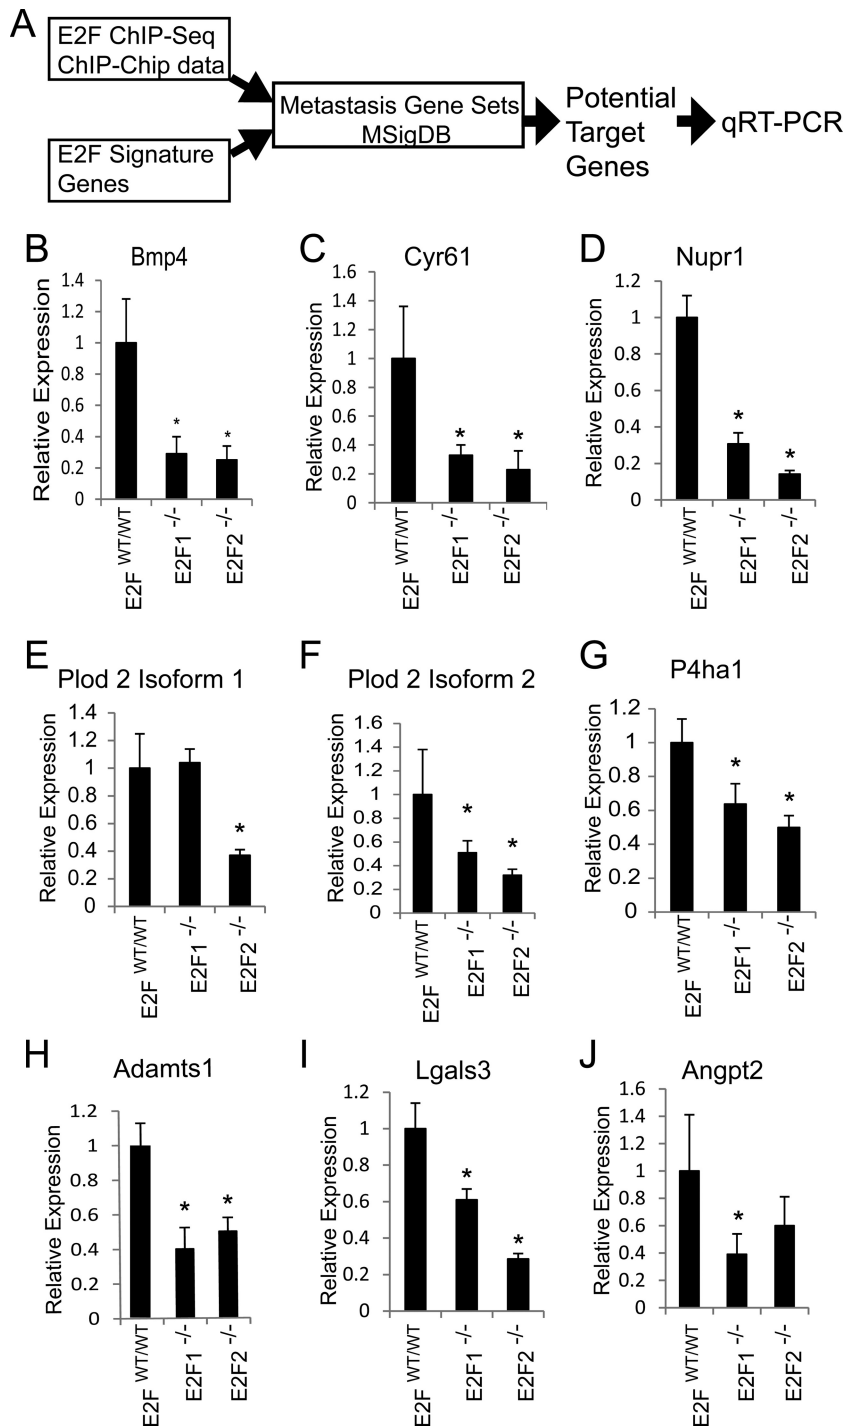 A
E2F ChIP-Seq
ChIP-Chip data
E2F Signature
Genes
Metastasis Gene Sets
MSigDB
Potential
Target
Genes
qRT-PCR
B
Bmp4
Relative Expression
1.4
1.2
1
0.8
0.6
0.4
0.2
0
*
*
E2F WT/WT
E2F1 -/-
E2F2 -/-
C
Cyr61
Relative Expression
1.6
1.4
1.2
1
0.8
0.6
0.4
0.2
0
*
*
E2F WT/WT
E2F1 -/-
E2F2 -/-
D
Nupr1
Relative Expression
1.2
1
0.8
0.6
0.4
0.2
0
*
*
E2F WT/WT
E2F1 -/-
E2F2 -/-
E
Plod 2 Isoform 1
Relative Expression
1.4
1.2
1
0.8
0.6
0.4
0.2
0
*
E2F WT/WT
E2F1 -/-
E2F2 -/-
F
Plod 2 Isoform 2
Relative Expression
1.6
1.4
1.2
1
0.8
0.6
0.4
0.2
0
*
*
E2F WT/WT
E2F1 -/-
E2F2 -/-
G
P4ha1
Relative Expression
1.2
1
0.8
0.6
0.4
0.2
0
*
*
E2F WT/WT
E2F1 -/-
E2F2 -/-
H
Adamts1
Relative Expression
1.2
1
0.8
0.6
0.4
0.2
0
*
*
E2F WT/WT
E2F1 -/-
E2F2 -/-
I
Lgals3
Relative Expression
1.2
1
0.8
0.6
0.4
0.2
0
*
*
E2F WT/WT
E2F1 -/-
E2F2 -/-
J
Angpt2
Relative Expression
1.6
1.4
1.2
1
0.8
0.6
0.4
0.2
0
*
E2F WT/WT
E2F1 -/-
E2F2 -/-